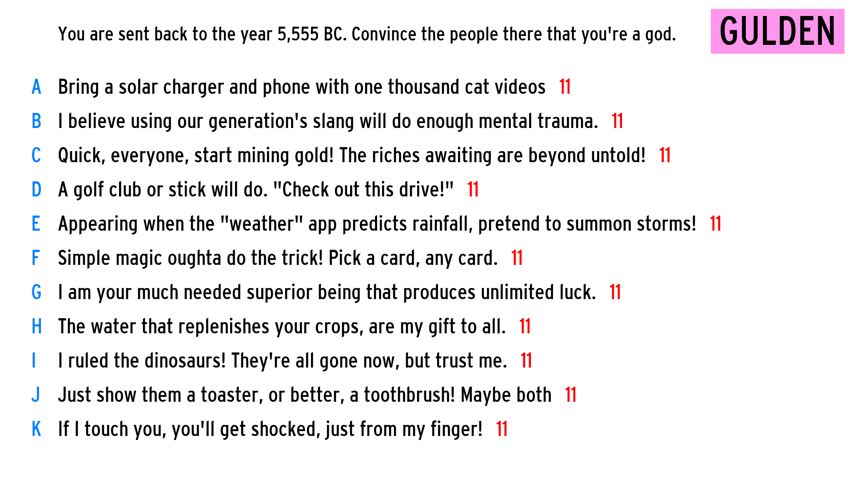 You are sent back to the year 5,555 BC. Convince the people there that you're a god.
GULDEN
A Bring a solar charger and phone with one thousand cat videos 11
B I believe using our generation's slang will do enough mental trauma. 11
C Quick, everyone, start mining gold! The riches awaiting are beyond untold! 11
D A golf club or stick will do. "Check out this drive!" 11
E Appearing when the "weather" app predicts rainfall, pretend to summon storms! 11
F Simple magic oughta do the trick! Pick a card, any card. 11
G I am your much needed superior being that produces unlimited luck. 11
H The water that replenishes your crops, are my gift to all. 11
I I ruled the dinosaurs! They're all gone now, but trust me. 11
J Just show them a toaster, or better, a toothbrush! Maybe both 11
K If I touch you, you'll get shocked, just from my finger! 11